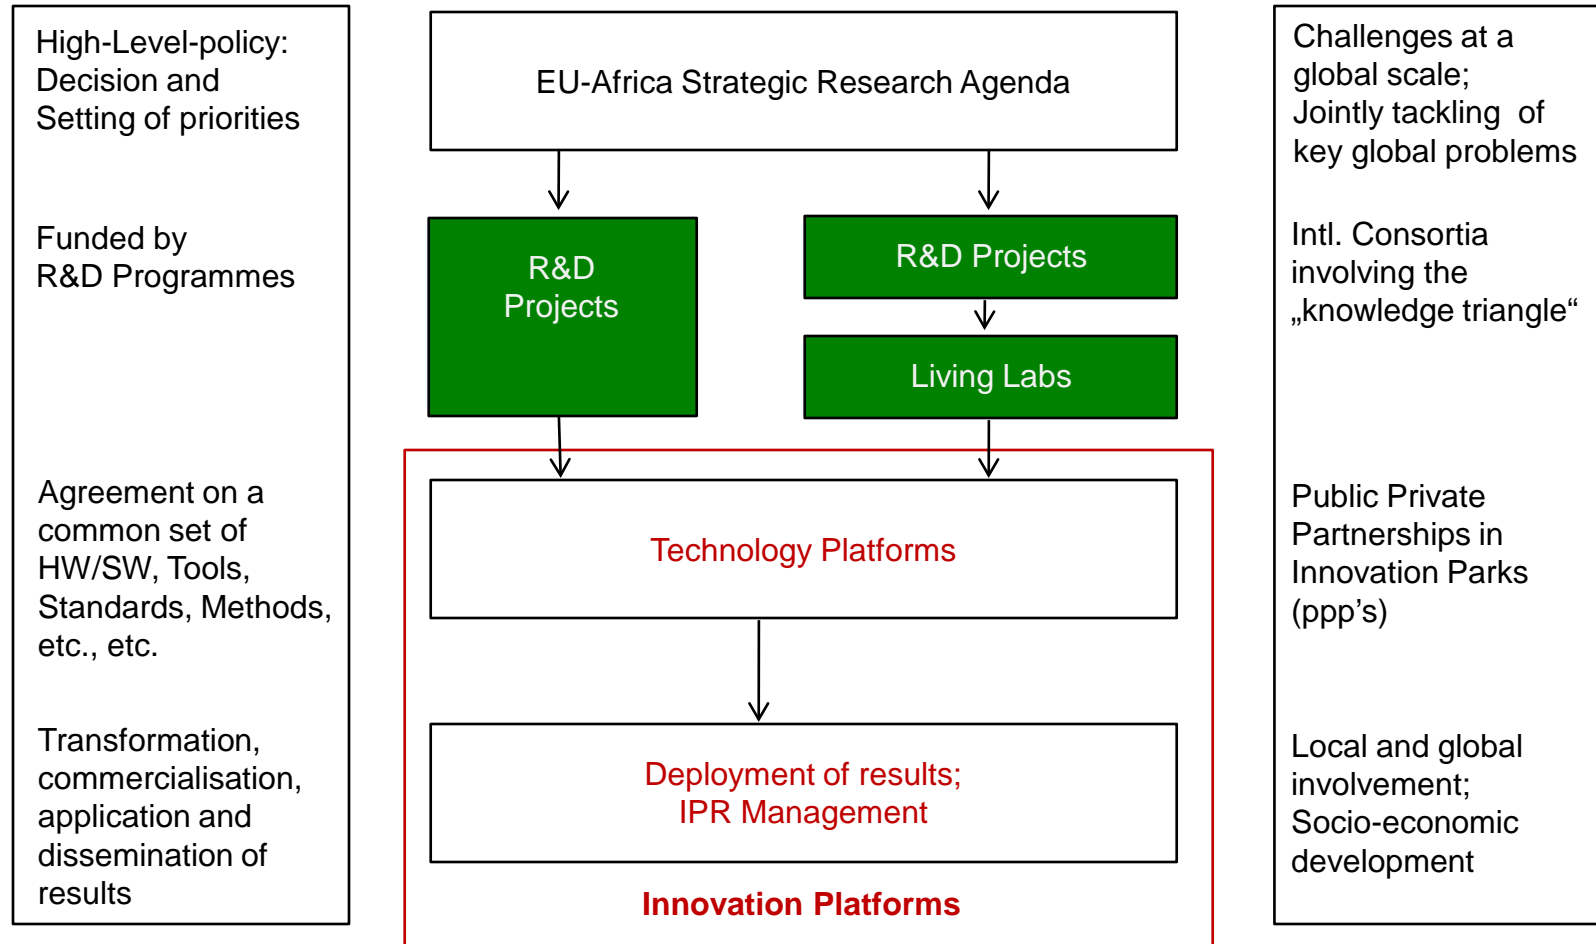 High-Level-policy:
Decision and
Setting of priorities
Funded by
R&D Programmes
Agreement on a
common set of
HW/SW, Tools,
Standards, Methods,
etc., etc.
Transformation,
commercialisation,
application and
dissemination of
results
EU-Africa Strategic Research Agenda
R&D
Projects
R&D Projects
Living Labs
Technology Platforms
Deployment of results;
IPR Management
Innovation Platforms
Challenges at a
global scale;
Jointly tackling  of
key global problems
Intl. Consortia
involving the
„knowledge triangle“
Public Private
Partnerships in
Innovation Parks
(ppp’s)
Local and global
involvement;
Socio-economic
development